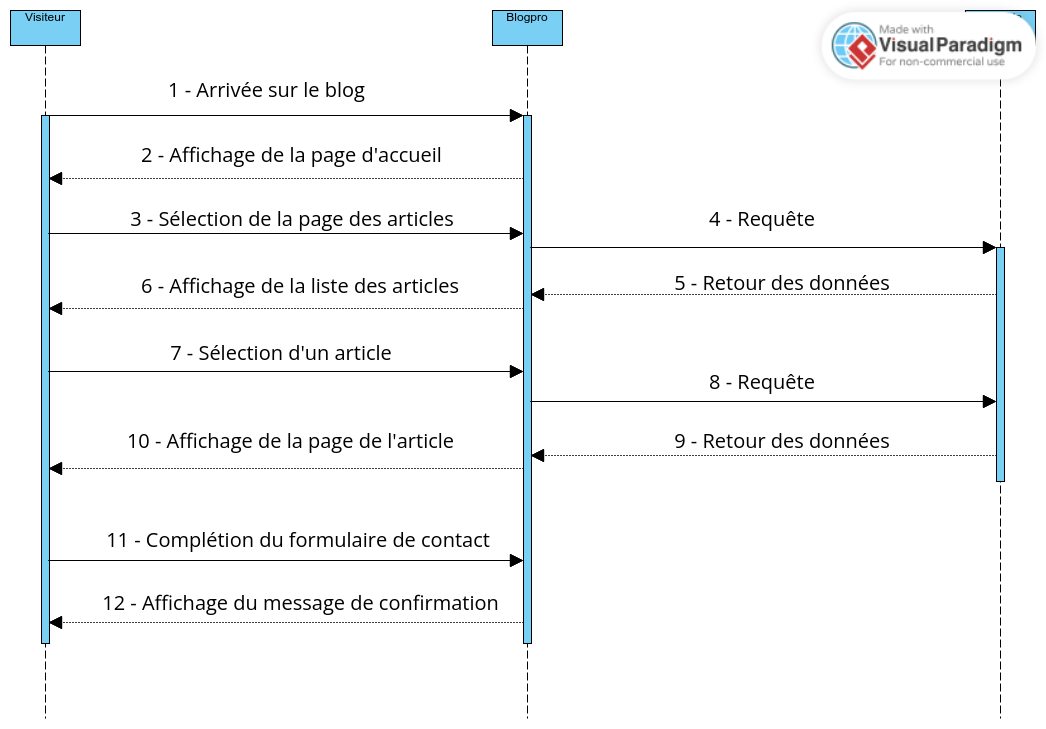 Visiteur
Blogpro
Made with
VisualParadigm
For non-commercial use
1 - Arrivée sur le blog
2 - Affichage de la page d'accueil
3 - Sélection de la page des articles
4 - Requête
5 - Retour des données
6 - Affichage de la liste des articles
7 - Sélection d'un article
8 - Requête
9 - Retour des données
10 - Affichage de la page de l'article
11 - Complétion du formulaire de contact
12 - Affichage du message de confirmation